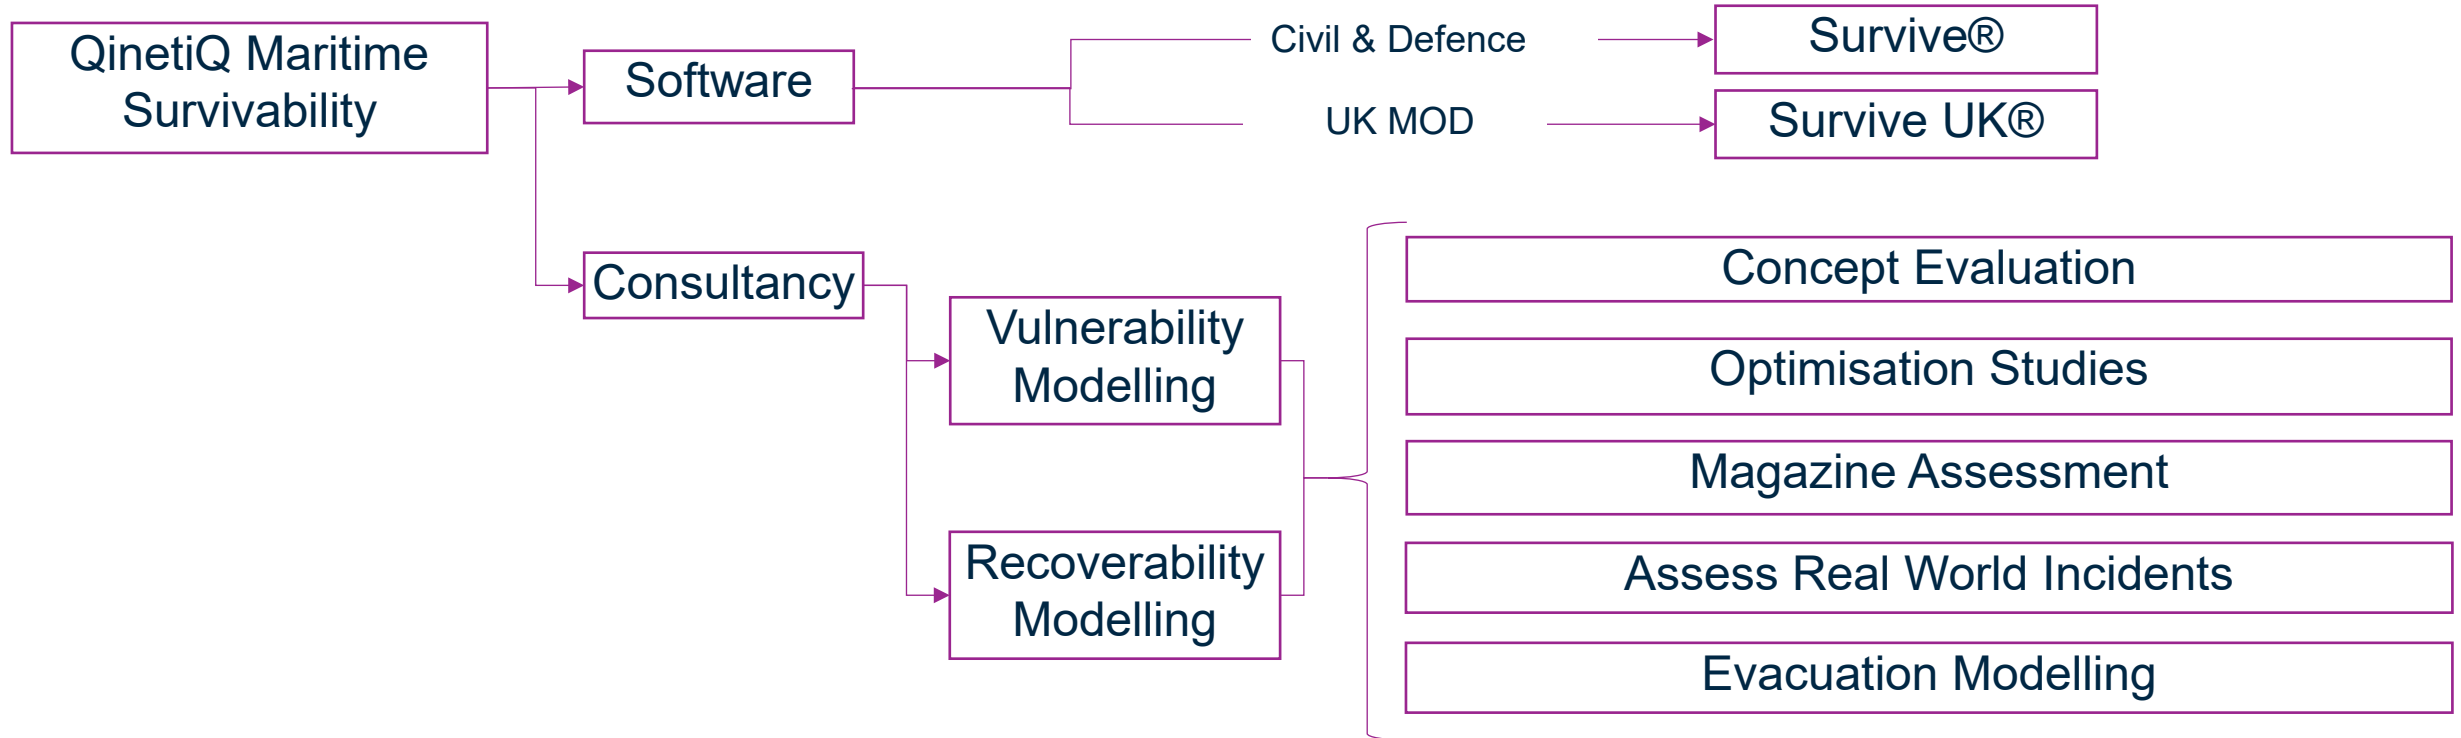 QinetiQ Maritime
Survivability
Software
Civil & Defence
Survive®
UK MOD
Survive UK®
Consultancy
Vulnerability
Modelling
Recoverability
Modelling
Concept Evaluation
Optimisation Studies
Magazine Assessment
Assess Real World Incidents
Evacuation Modelling